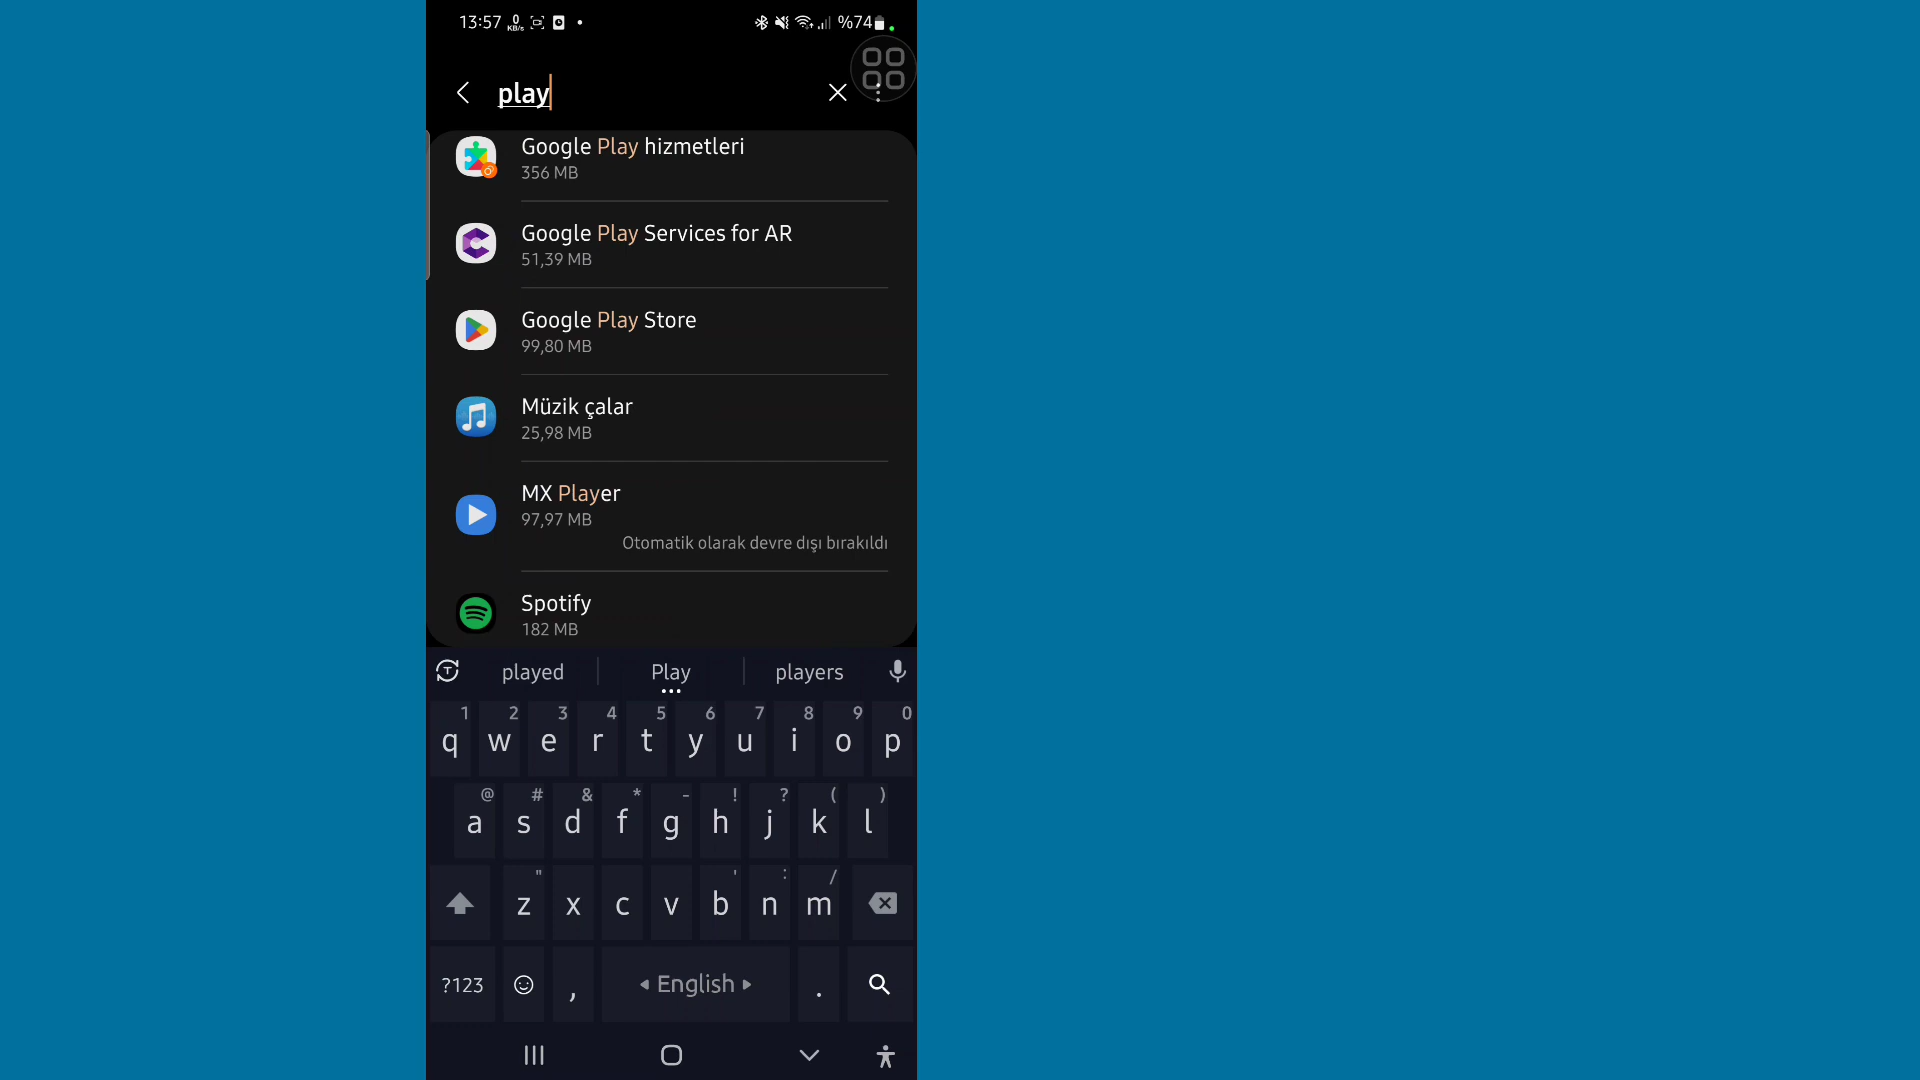 13:57 0 KB/s %74
play
Google Play hizmetleri
356 MB
Google Play Services for AR
51,39 MB
Google Play Store
99,80 MB
Müzik çalar
25,98 MB
MX Player
97,97 MB
Otomatik olarak devre dışı bırakıldı
Spotify
182 MB
T played Play players
1 2 3 4 5 6 7 8 9 0
q w e r t y u i o p
@ # & * - ! ? ( )
a s d f g h j k l
" ' : /
z x c v b n m
?123 , English .